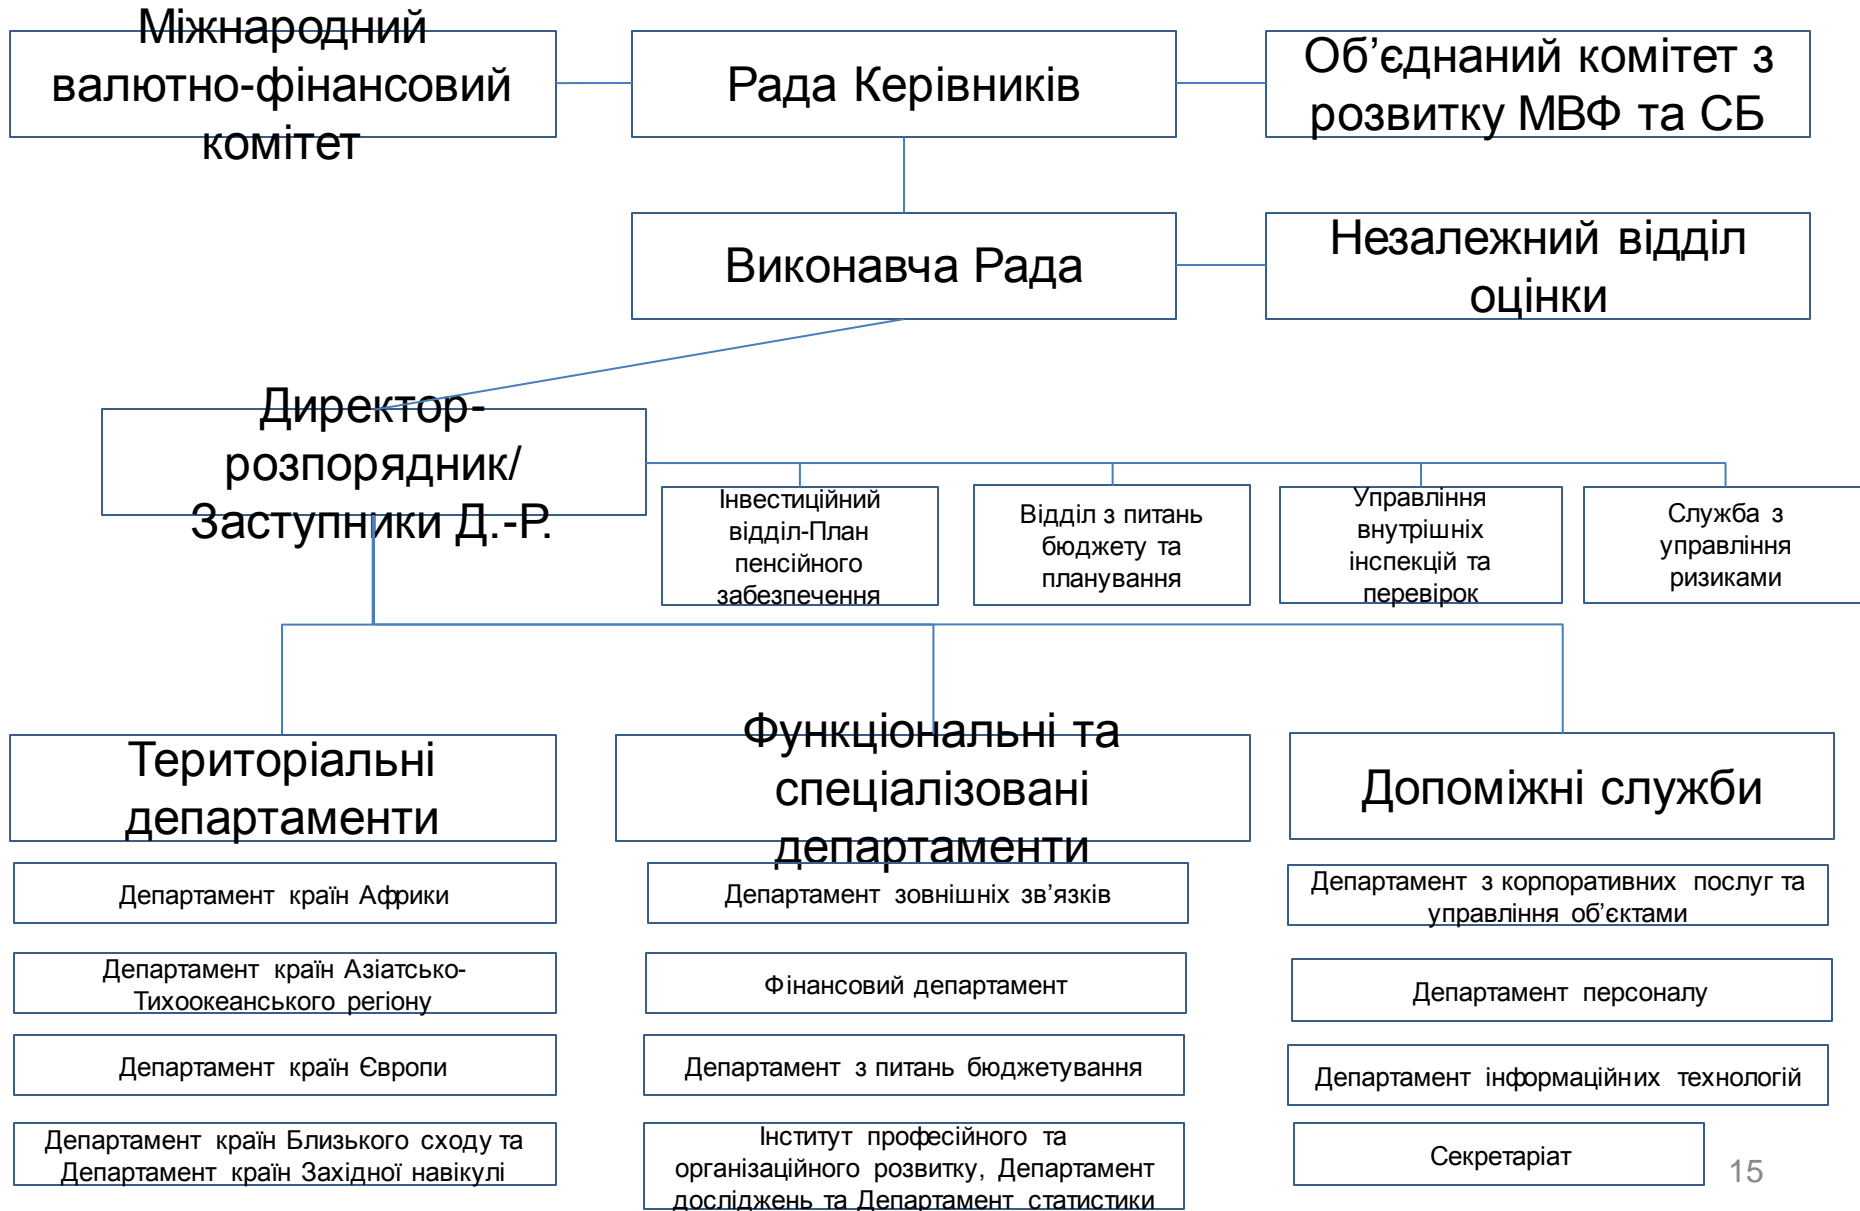 Міжнародний
валютно-фінансовий
комітет
Рада Керівників
Об’єднаний комітет з
розвитку МВФ та СБ
Виконавча Рада
Незалежний відділ
оцінки
Директор-
розпорядник/
Заступники Д.-Р.
Інвестиційний
відділ-План
пенсійного
забезпечення
Відділ з питань
бюджету та
планування
Управління
внутрішніх
інспекцій та
перевірок
Служба з
управління
ризиками
Територіальні
департаменти
Функціональні та
спеціалізовані
департаменти
Допоміжні служби
Департамент країн Африки
Департамент зовнішніх зв’язків
Департамент з корпоративних послуг та
управління об’єктами
Департамент країн Азіатсько-
Тихоокеанського регіону
Фінансовий департамент
Департамент персоналу
Департамент країн Європи
Департамент з питань бюджетування
Департамент інформаційних технологій
Департамент країн Близького сходу та
Департамент країн Західної навікулі
Інститут професійного та
організаційного розвитку, Департамент
досліджень та Департамент статистики
Секретаріат
15